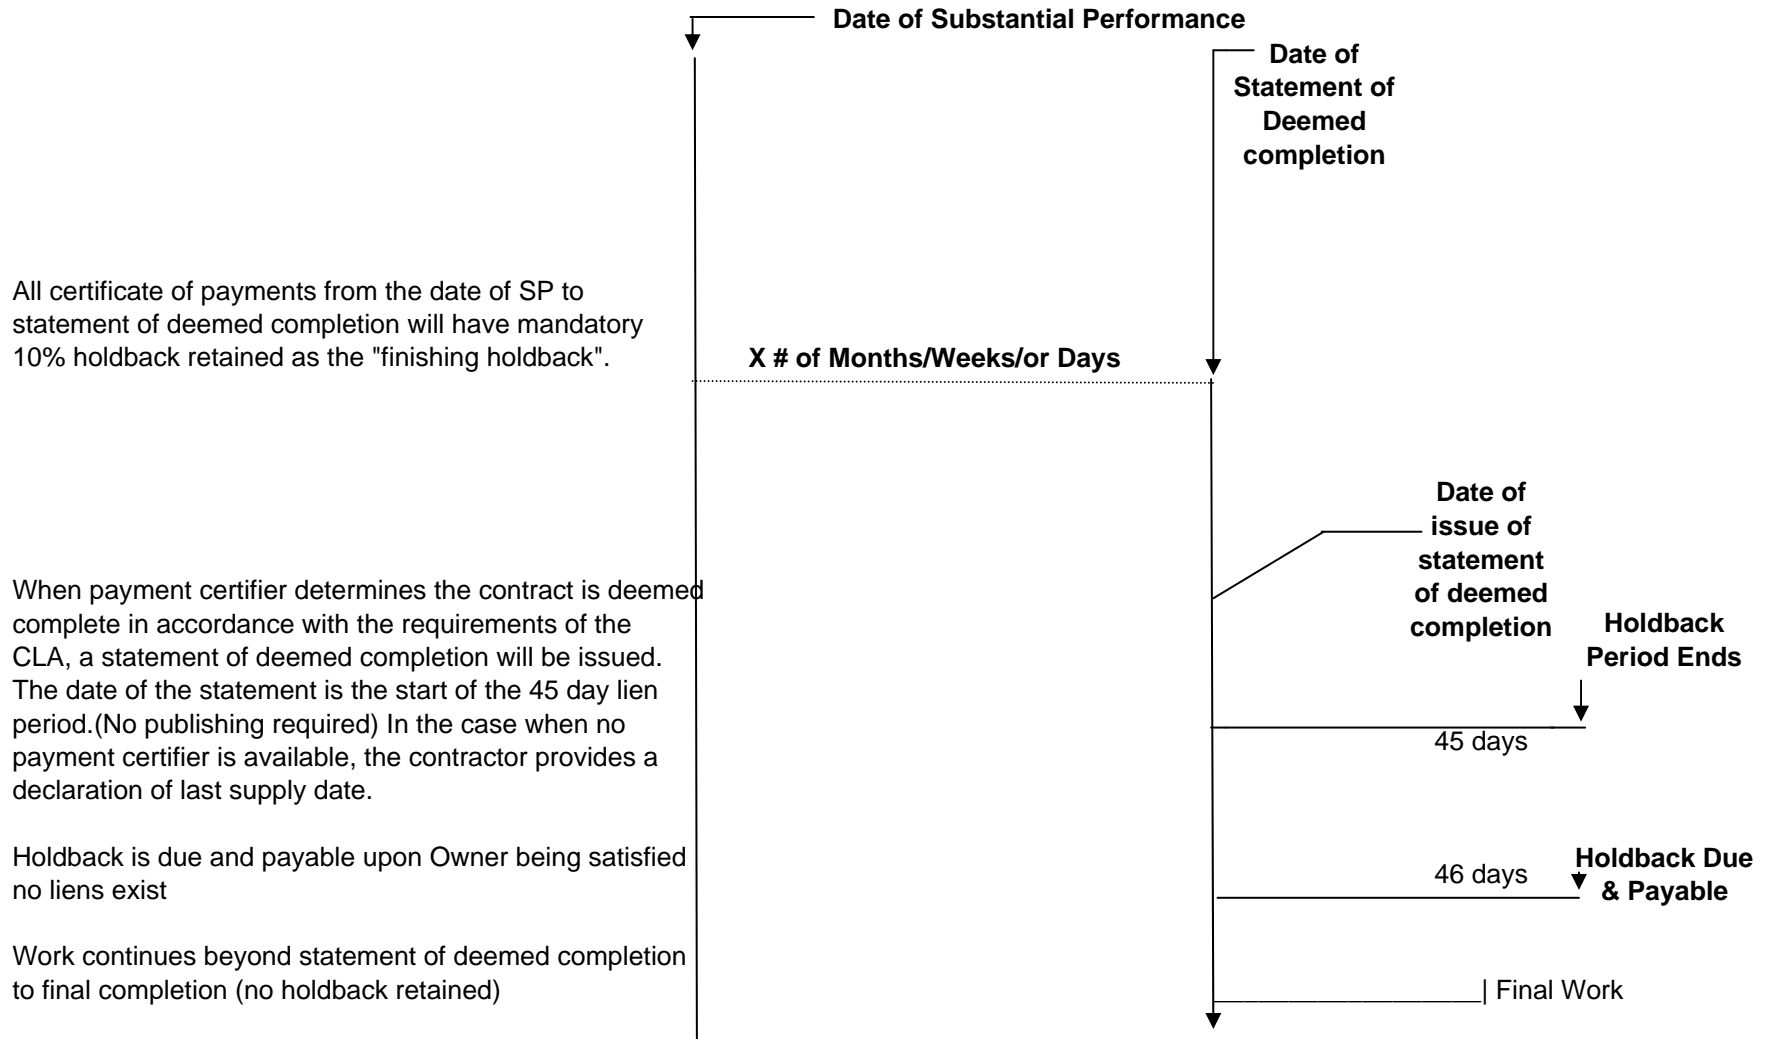 Date of Substantial Performance
Date of
Statement of
Deemed
completion
All certificate of payments from the date of SP to
statement of deemed completion will have mandatory
10% holdback retained as the "finishing holdback".
X # of Months/Weeks/or Days
Date of
issue of
statement
of deemed
completion
Holdback
Period Ends
When payment certifier determines the contract is deemed
complete in accordance with the requirements of the
CLA, a statement of deemed completion will be issued.
The date of the statement is the start of the 45 day lien
period.(No publishing required) In the case when no
payment certifier is available, the contractor provides a
declaration of last supply date.
45 days
Holdback is due and payable upon Owner being satisfied
no liens exist
46 days
Holdback Due
& Payable
Work continues beyond statement of deemed completion
to final completion (no holdback retained)
___________________| Final Work